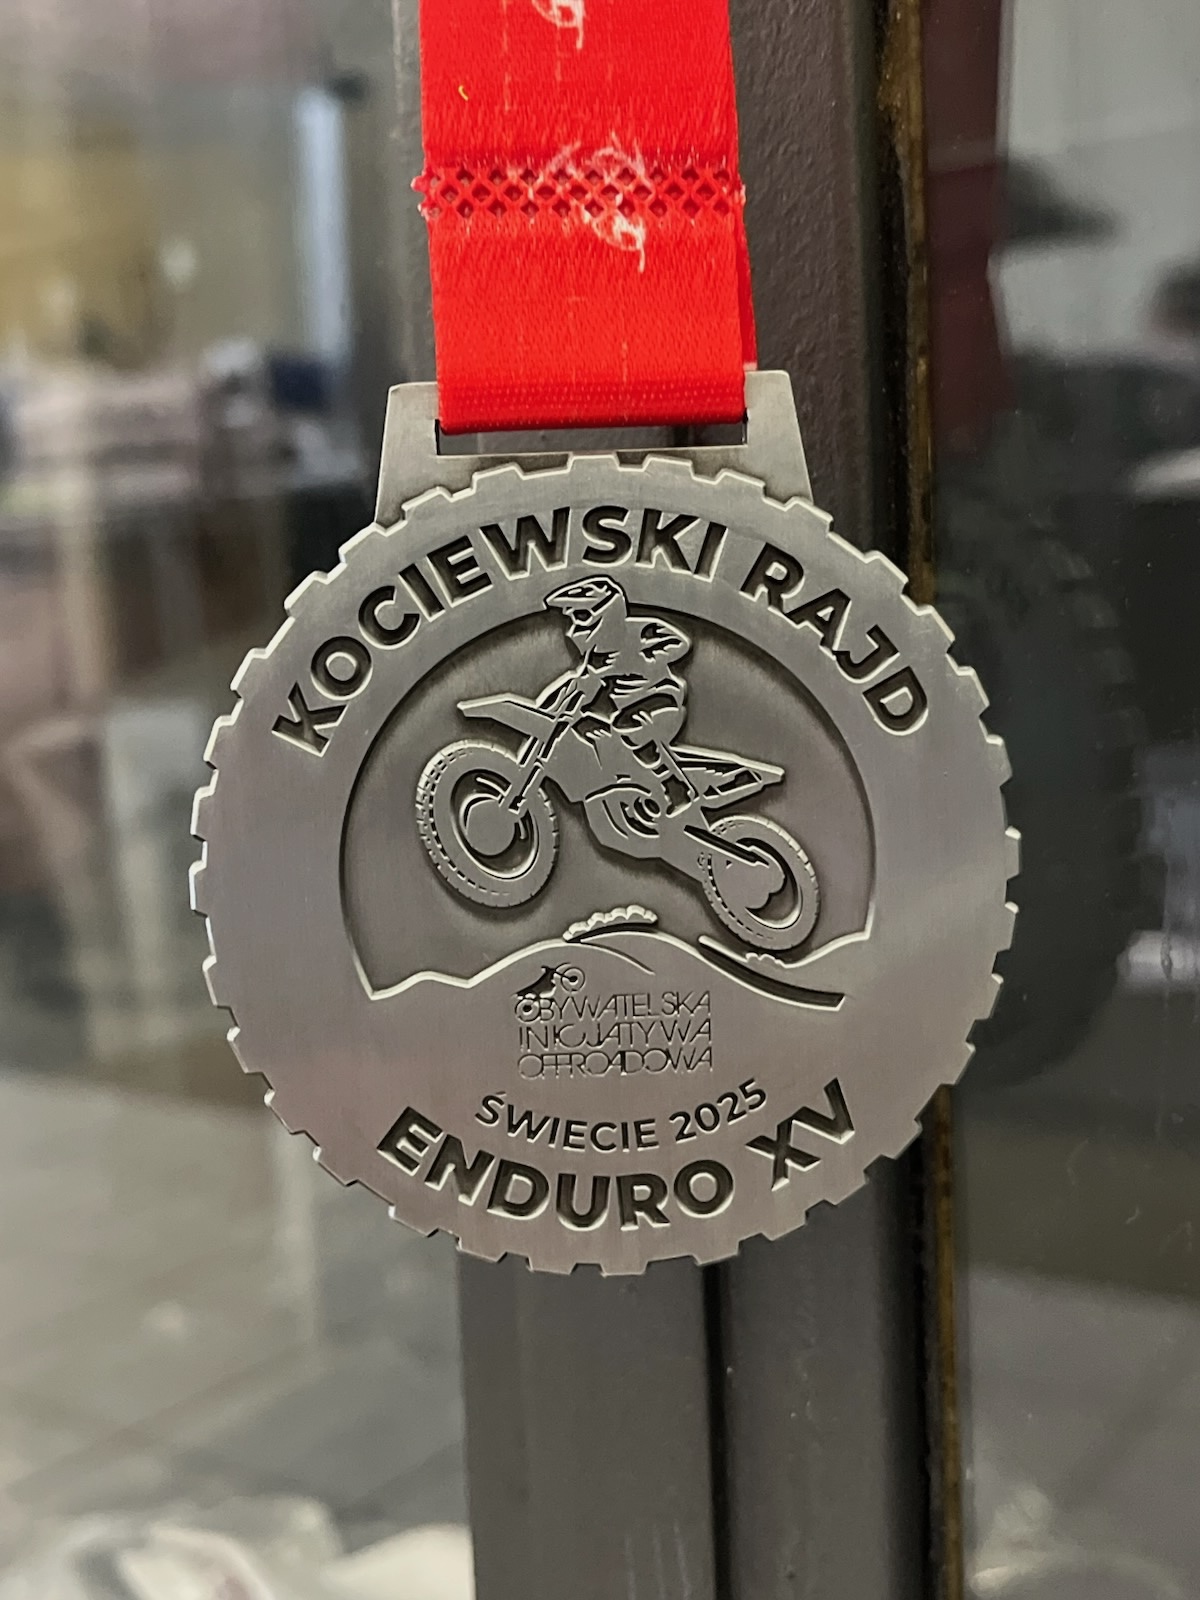 KOCIEWSKI RAJD
OBYWATELSKA
INICJATYWA
OFFROADOWA
ŚWIECIE 2025
ENDURO XV